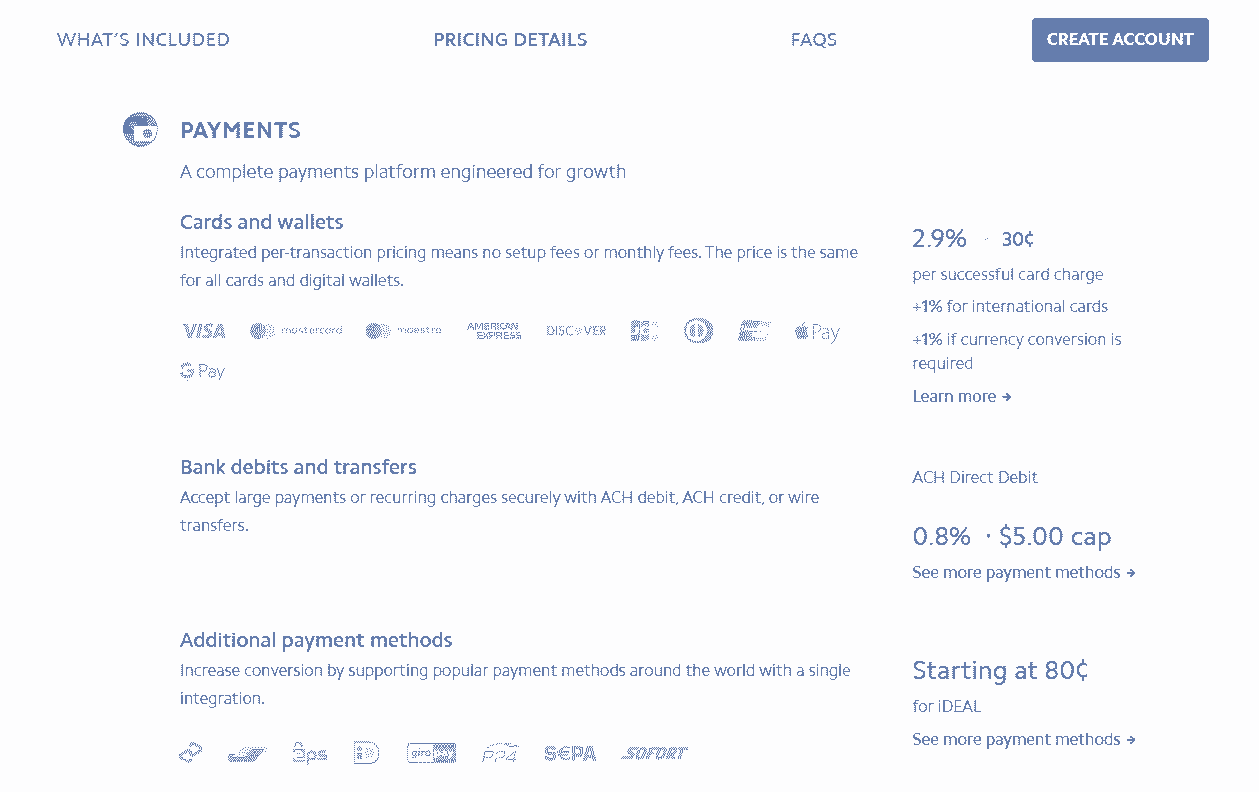 WHAT'S INCLUDED
PRICING DETAILS
FAQS
CREATE ACCOUNT
PAYMENTS
A complete payments platform engineered for growth
Cards and wallets
Integrated per-transaction pricing means no setup fees or monthly fees. The price is the same
for all cards and digital wallets.
VISA mastercard maestro AMERICAN EXPRESS DISCOVER Pay
G Pay
2.9% · 30¢
per successful card charge
+1% for international cards
+1% if currency conversion is
required
Learn more →
Bank debits and transfers
Accept large payments or recurring charges securely with ACH debit, ACH credit, or wire
transfers.
ACH Direct Debit
0.8% · $5.00 cap
See more payment methods →
Additional payment methods
Increase conversion by supporting popular payment methods around the world with a single
integration.
eps iD giropay P24 SEPA SOFORT
Starting at 80¢
for iDEAL
See more payment methods →